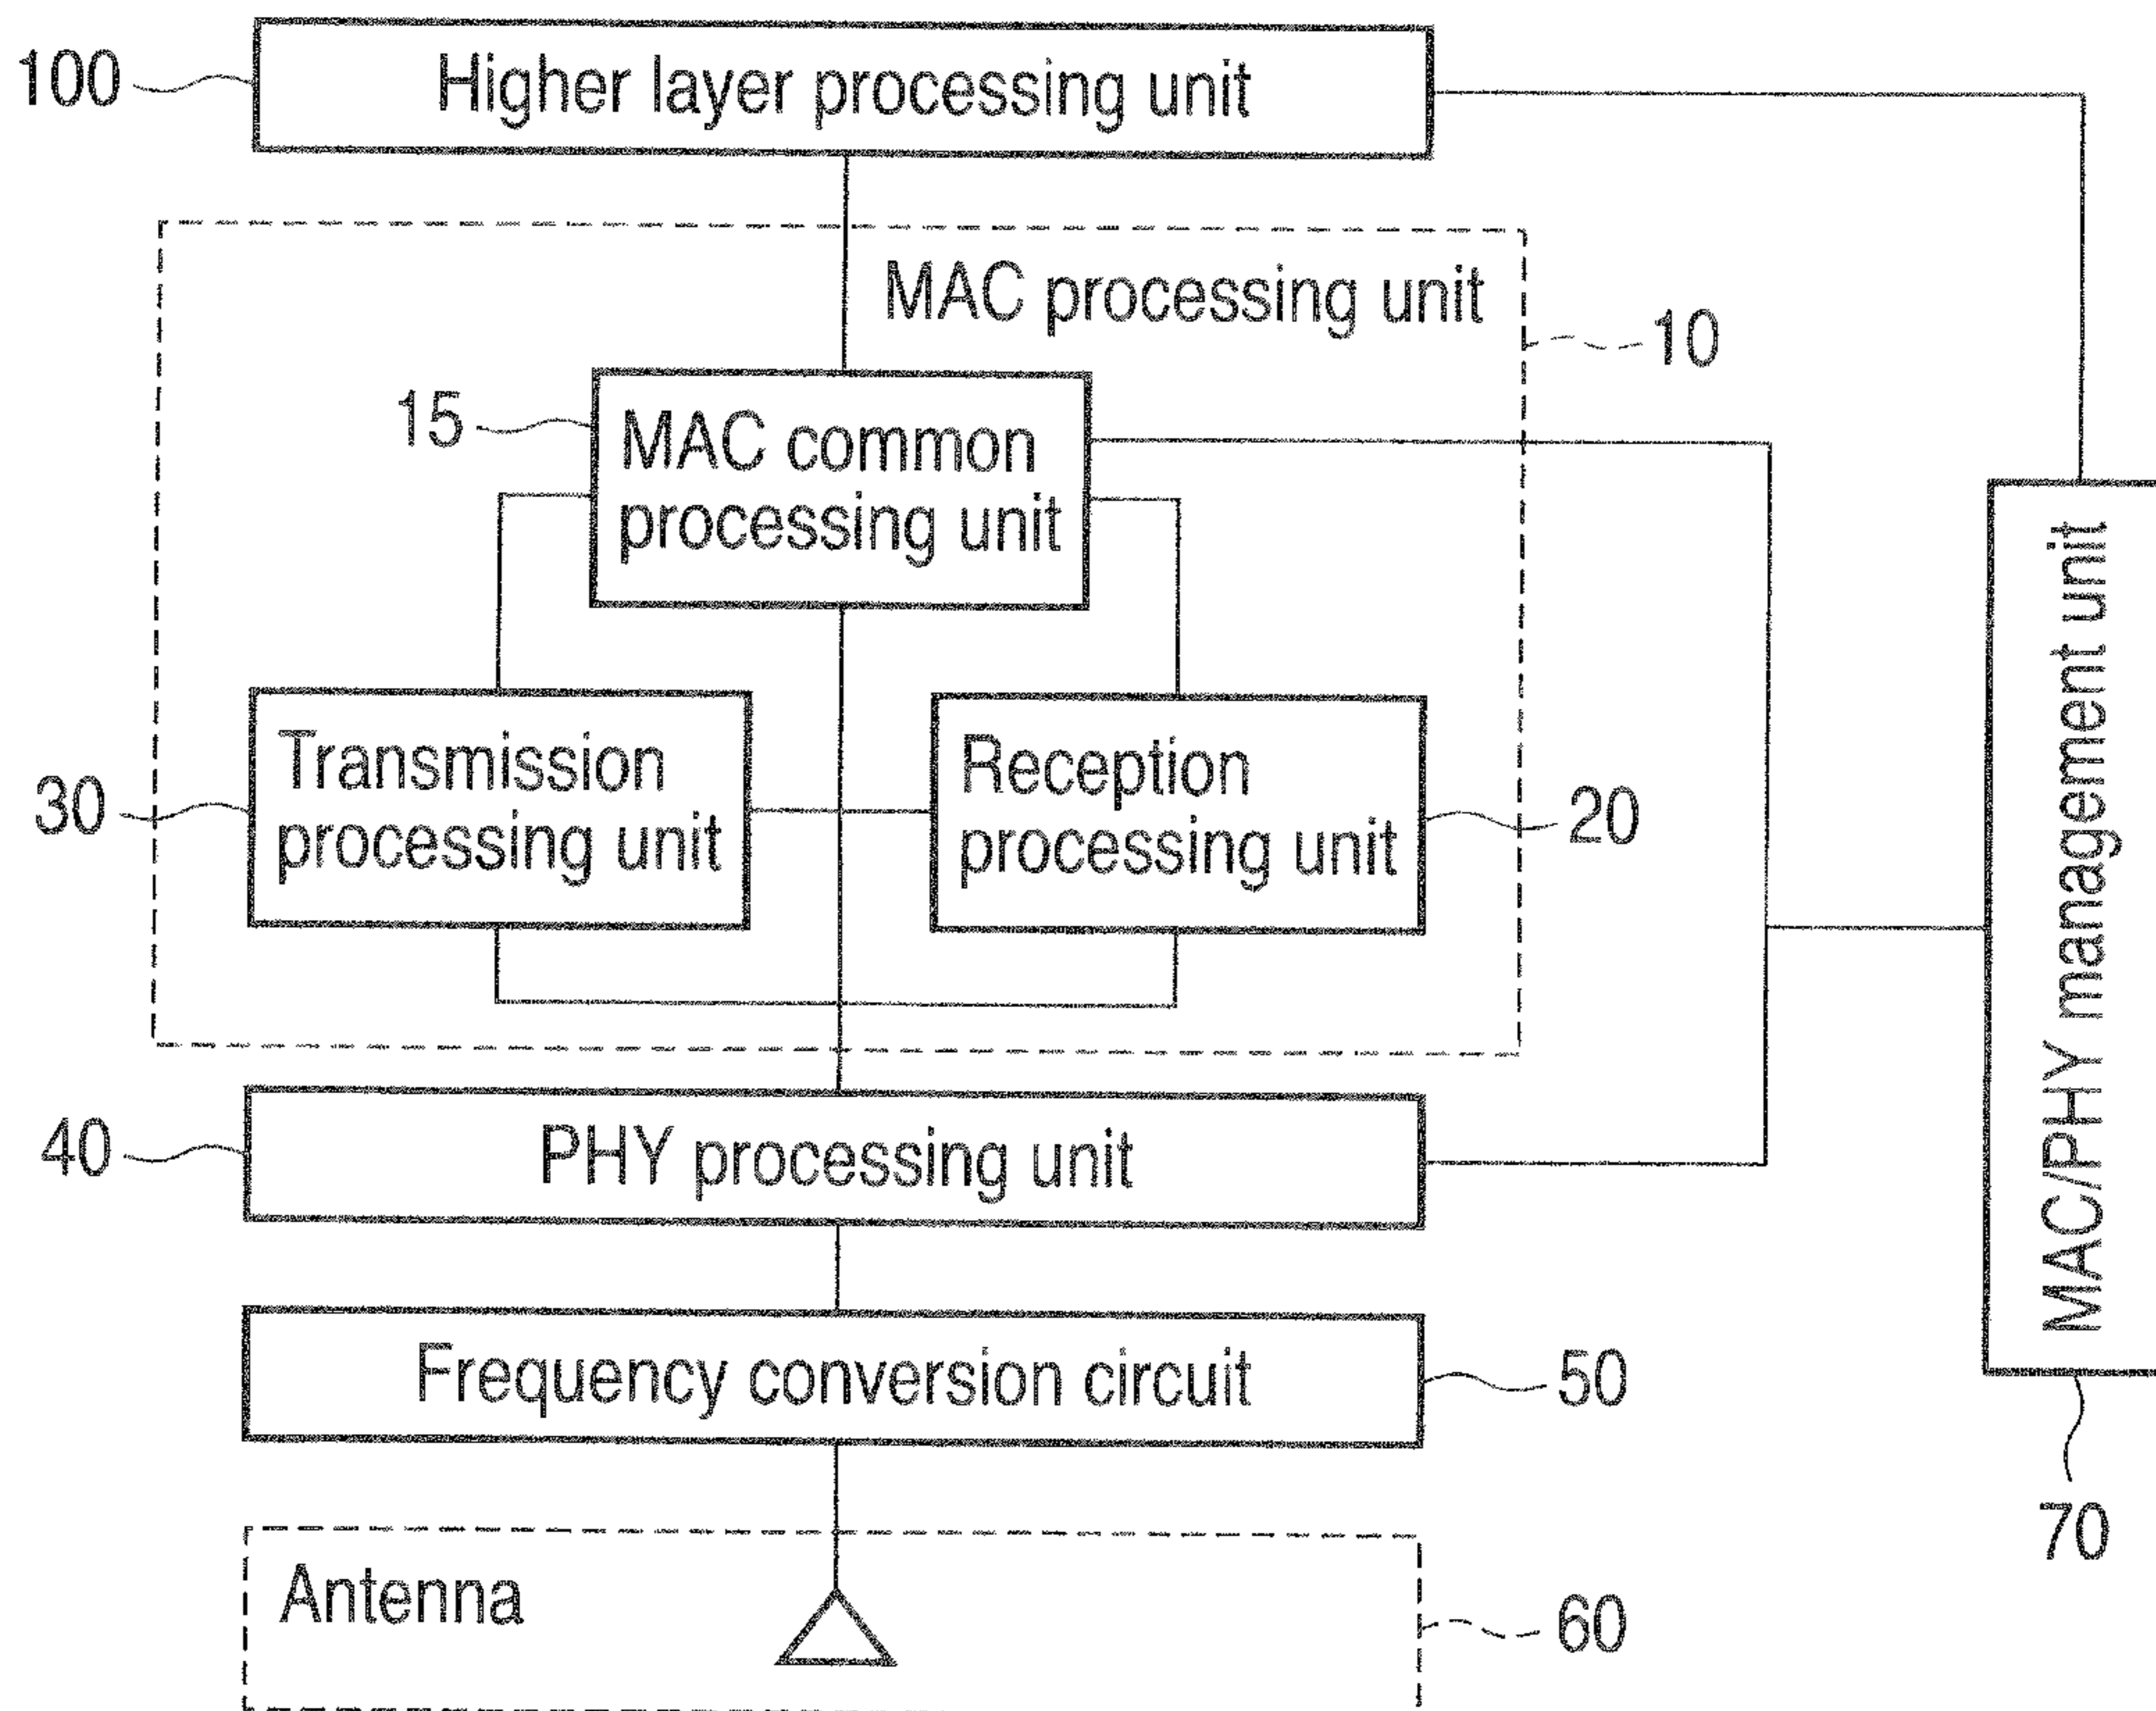 100
Higher layer processing unit
MAC processing unit
10
15
MAC common
processing unit
30
Transmission
processing unit
Reception
processing unit
20
MAC/PHY management unit
40
PHY processing unit
Frequency conversion circuit
50
70
Antenna
60